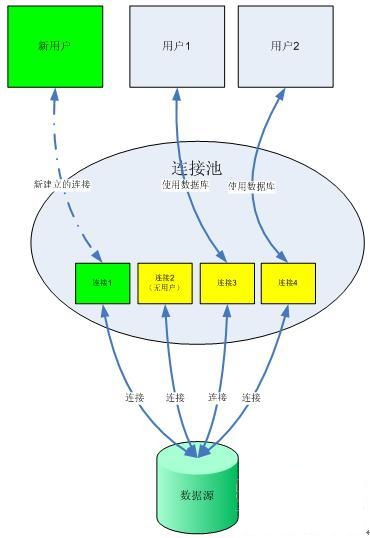 新用户
用户1
用户2
连接池
新建立的连接
使用数据库
使用数据库
连接1
连接2
（无用户）
连接3
连接4
连接
连接
连接
连接
数据源